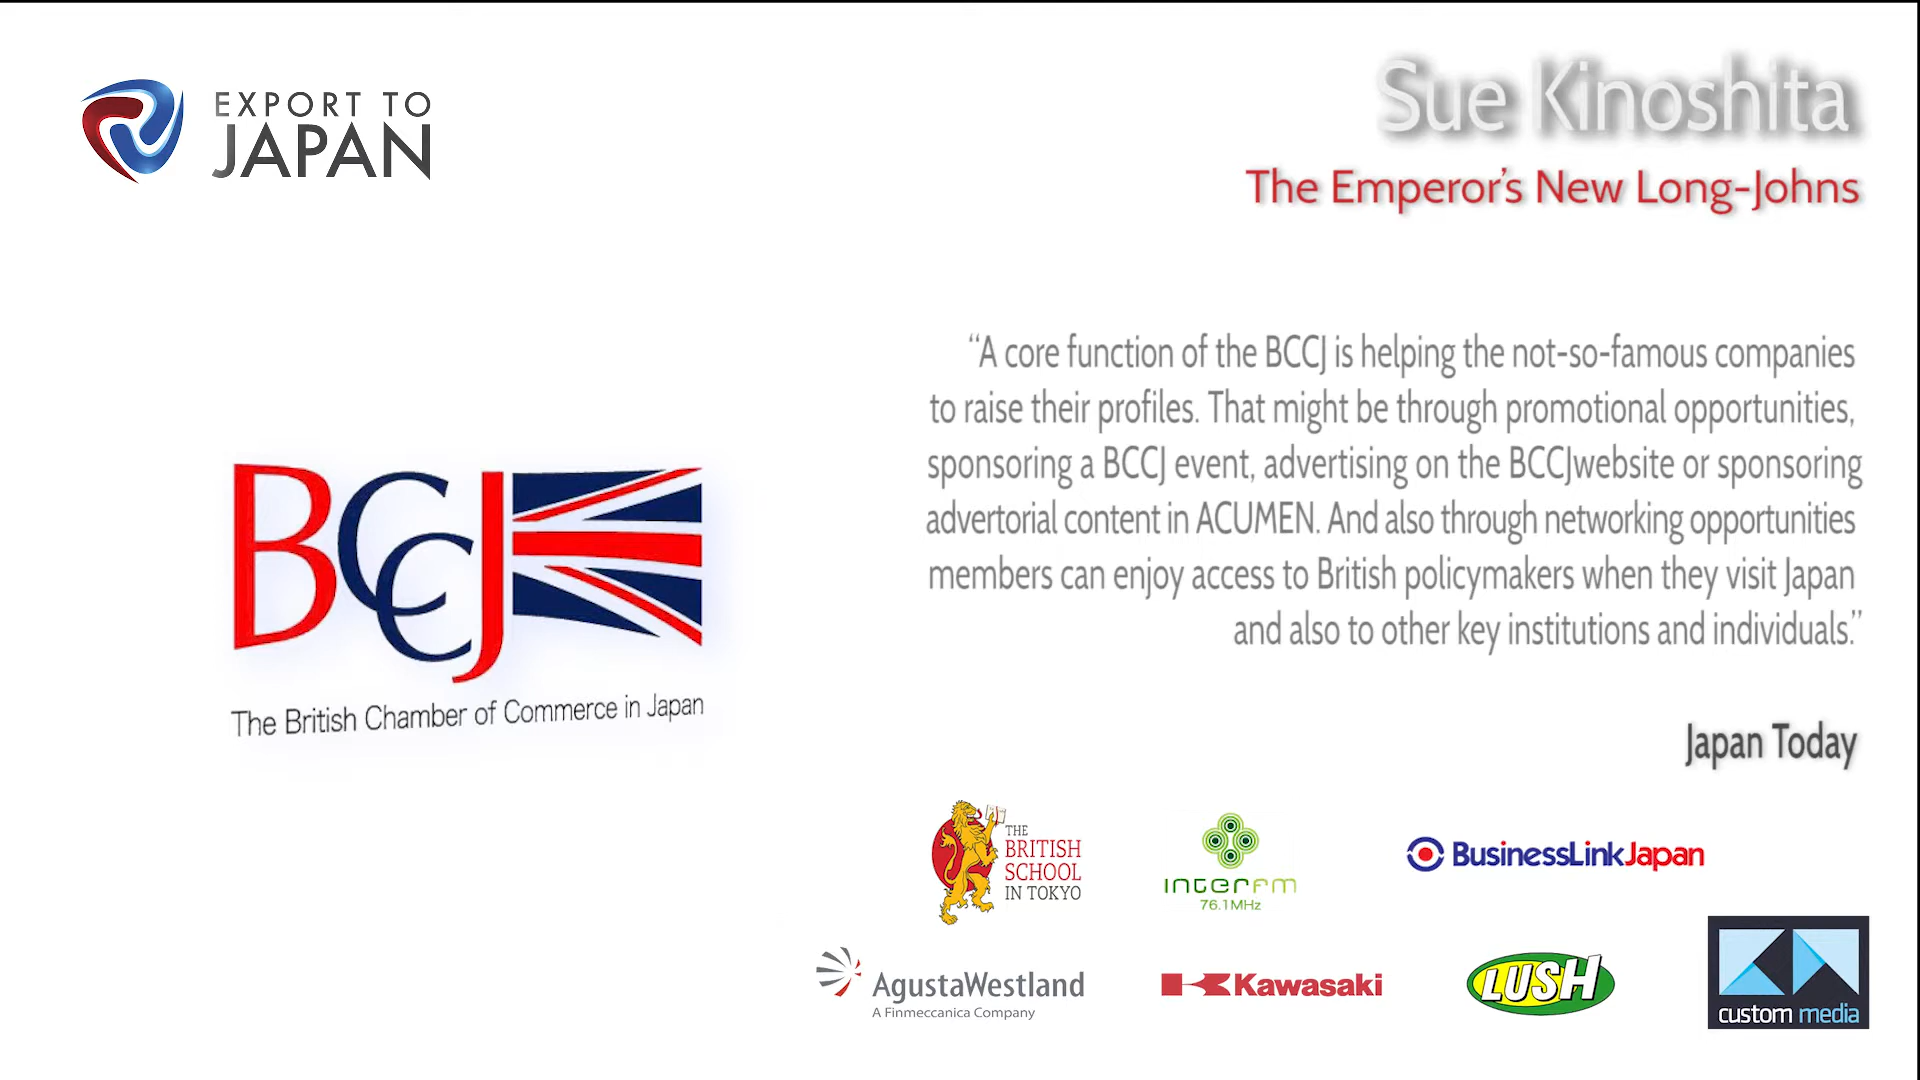 EXPORT TO
JAPAN
Sue Kinoshita
The Emperor's New Long-Johns
“A core function of the BCCJ is helping the not-so-famous companies
to raise their profiles. That might be through promotional opportunities,
sponsoring a BCCJ event, advertising on the BCCJwebsite or sponsoring
advertorial content in ACUMEN. And also through networking opportunities
members can enjoy access to British policymakers when they visit Japan
and also to other key institutions and individuals.”
BCCJ
The British Chamber of Commerce in Japan
Japan Today
THE
BRITISH
SCHOOL
IN TOKYO
interfm
76.1MHz
BusinessLinkJapan
AgustaWestland
A Finmeccanica Company
Kawasaki
LUSH
custom media